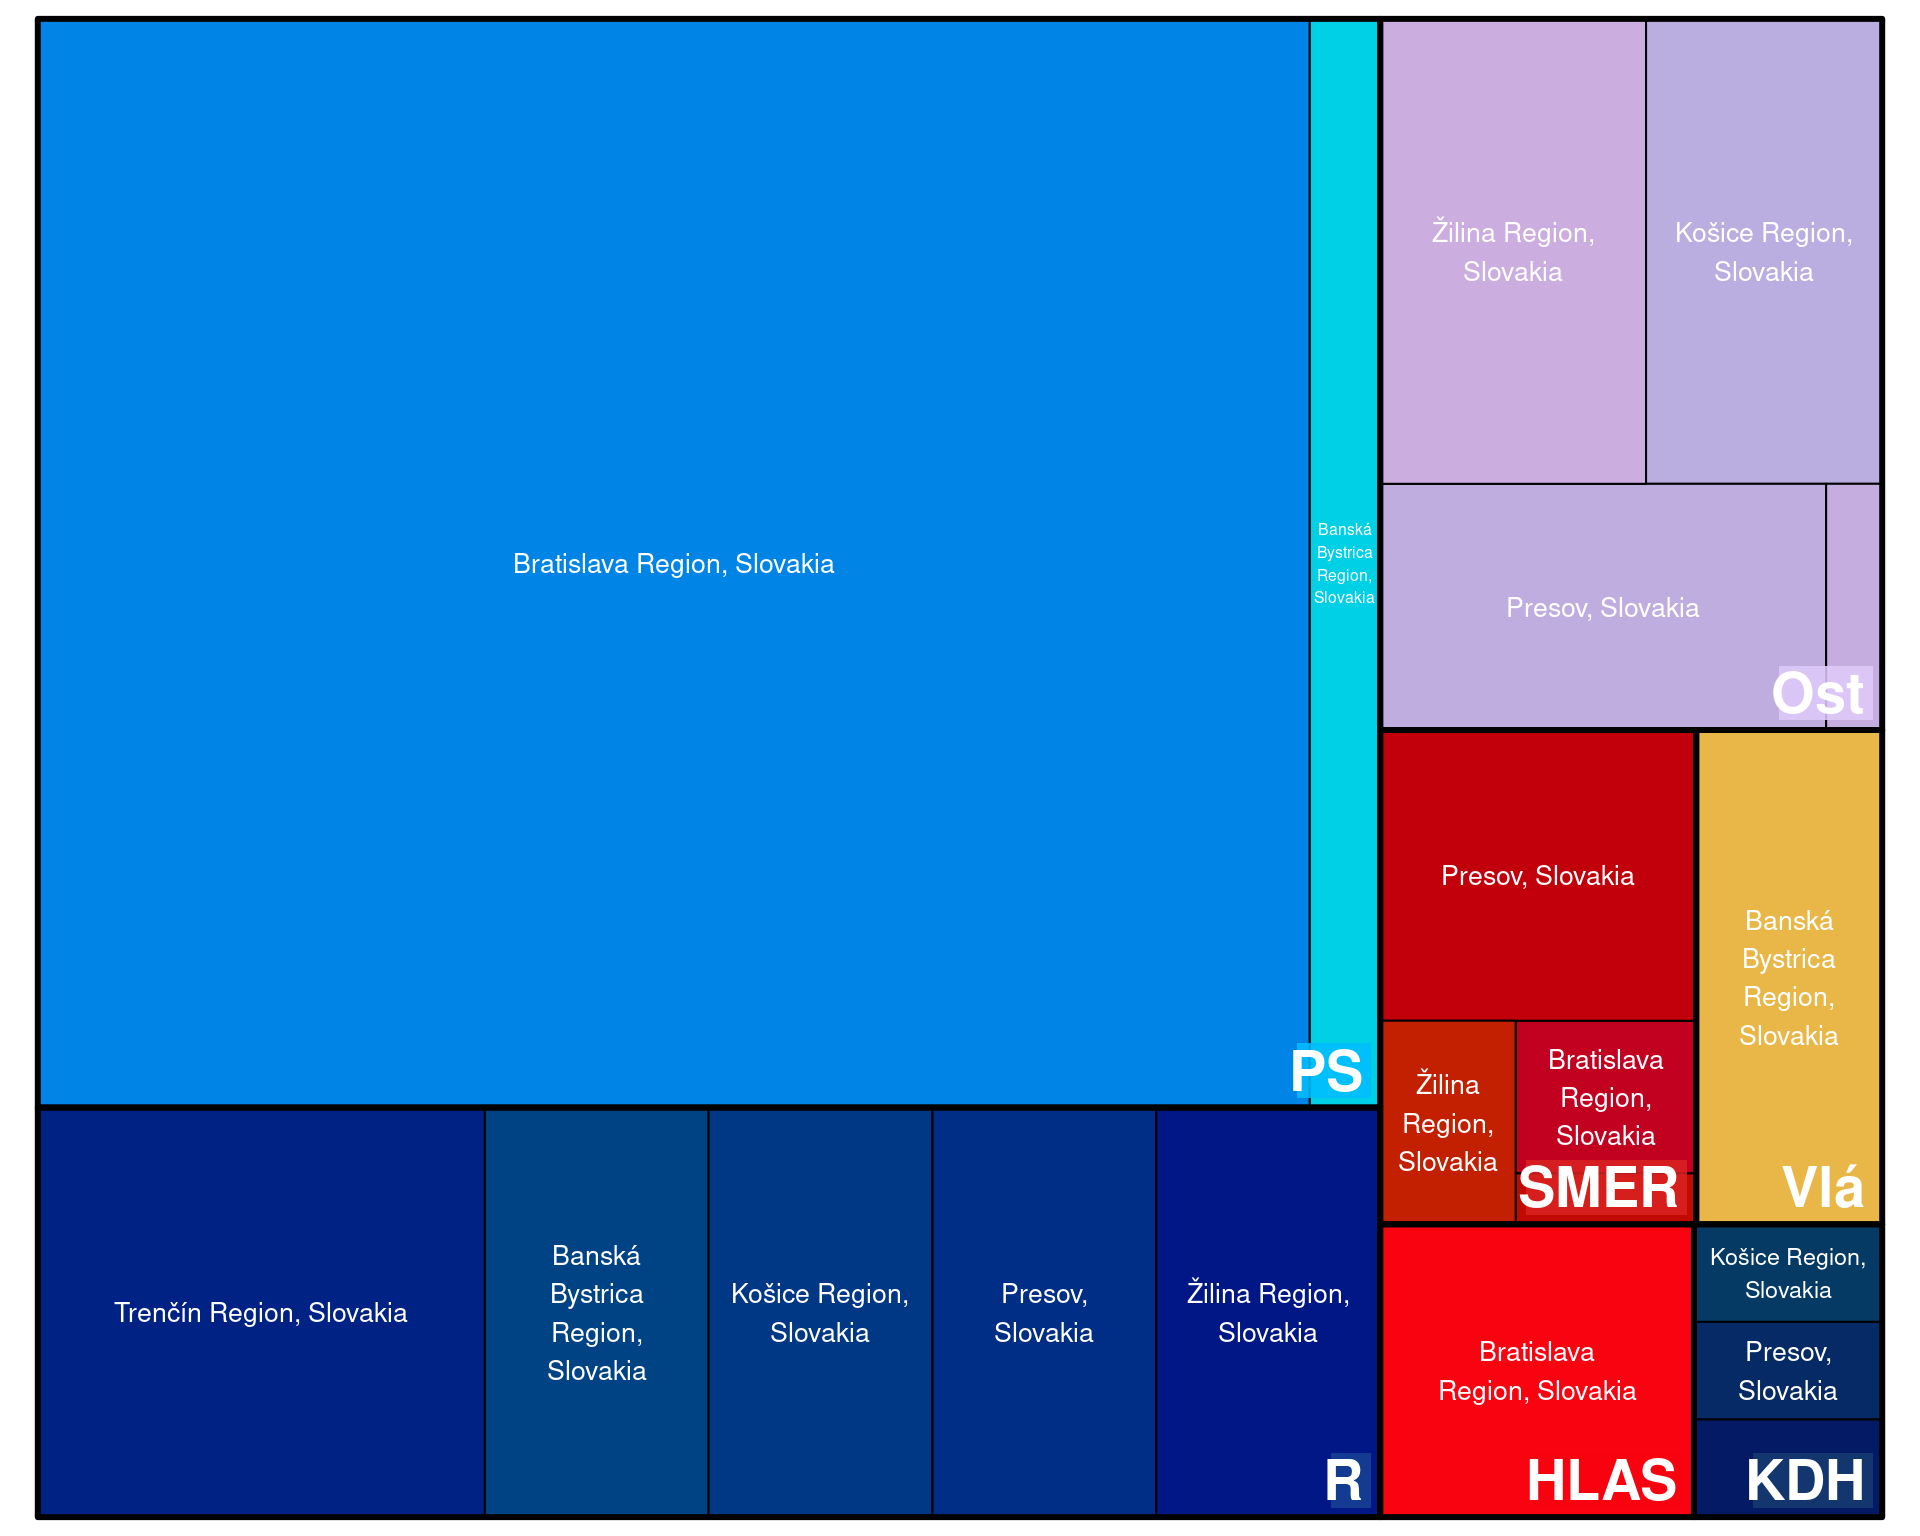 Bratislava Region, Slovakia
Banská
Bystrica
Region,
Slovakia
PS
Trenčín Region, Slovakia
Banská
Bystrica
Region,
Slovakia
Košice Region,
Slovakia
Presov,
Slovakia
Žilina Region,
Slovakia
R
Žilina Region,
Slovakia
Košice Region,
Slovakia
Presov, Slovakia
Ost
Presov, Slovakia
Žilina
Region,
Slovakia
Bratislava
Region,
Slovakia
SMER
Banská
Bystrica
Region,
Slovakia
Vlá
Bratislava
Region, Slovakia
HLAS
Košice Region,
Slovakia
Presov,
Slovakia
KDH